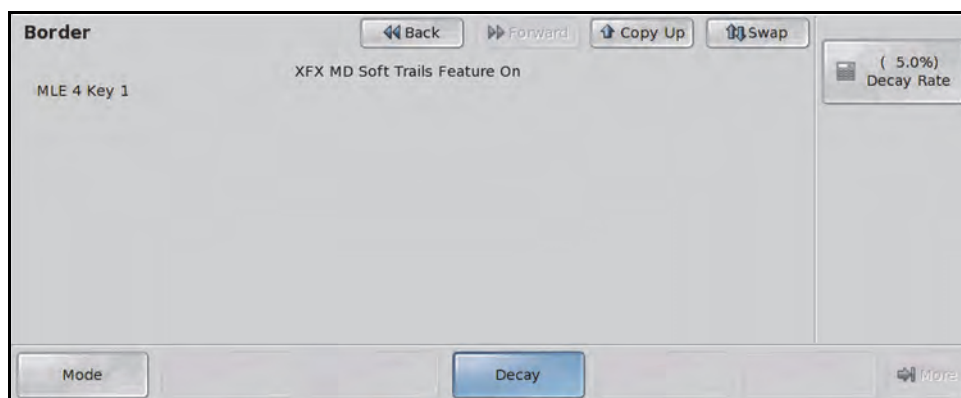 Border
Back
Forward
Copy Up
Swap
( 5.0%)
Decay Rate
XFX MD Soft Trails Feature On
MLE 4 Key 1
Mode
Decay
More